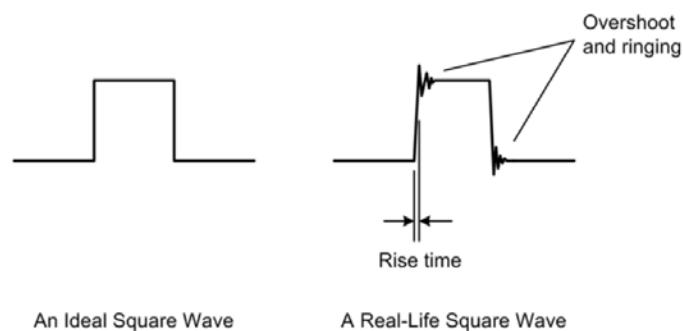 Overshoot
and ringing
Rise time
An Ideal Square Wave
A Real-Life Square Wave